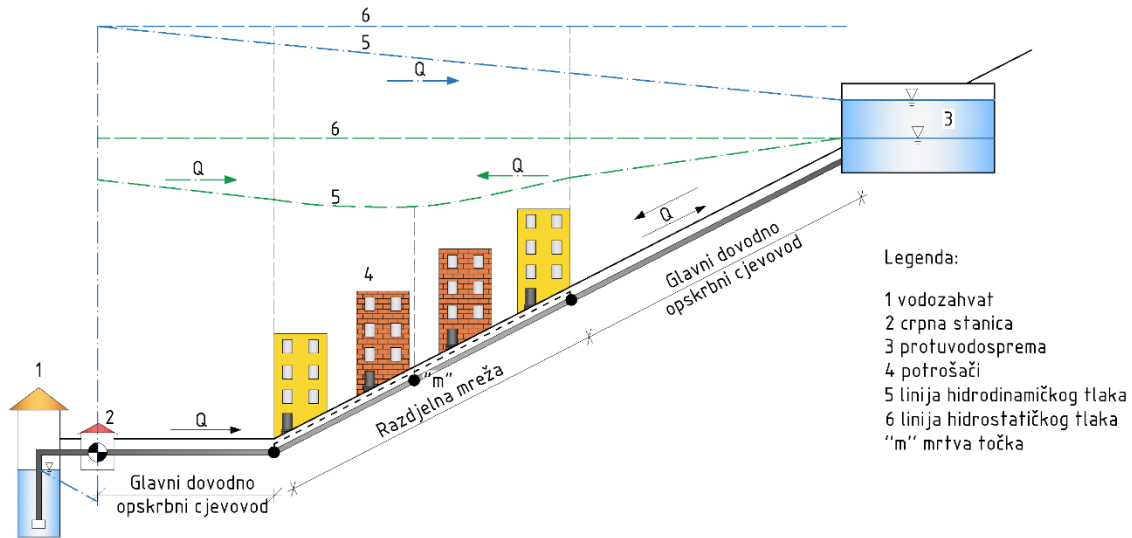 6
5
Q
3
6
Q
Q
5
Q
4
Glavni dovodno
opskrbni cjevovod
"m"
Razdjelna mreža
1
2
Q
Glavni dovodno
opskrbni cjevovod
Legenda:
1 vodozahvat
2 crpna stanica
3 protuvodosprema
4 potrošači
5 linija hidrodinamičkog tlaka
6 linija hidrostatičkog tlaka
"m" mrtva točka